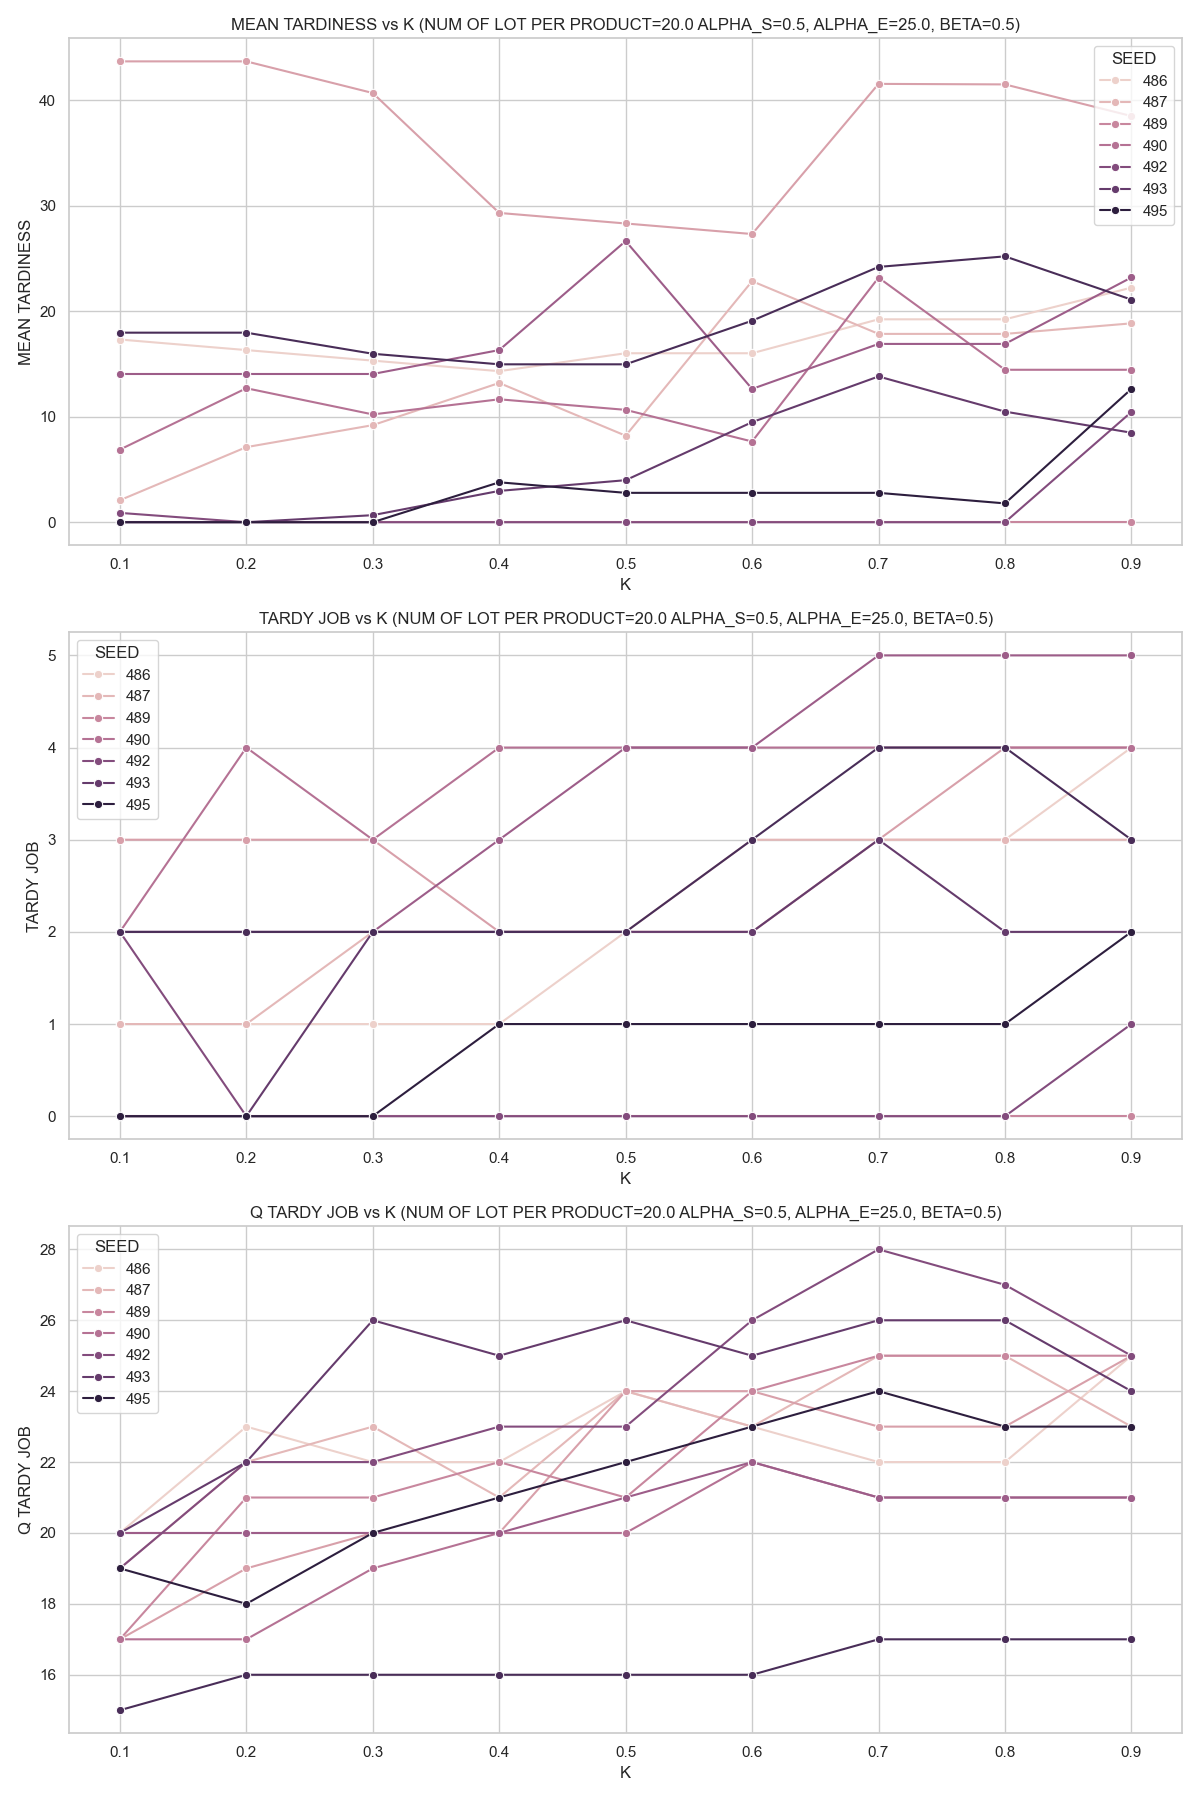 MEAN TARDINESS vs K (NUM OF LOT PER PRODUCT=20.0 ALPHA_S=0.5, ALPHA_E=25.0, BETA=0.5)
SEED
486
487
489
490
492
493
495
40
30
20
10
0
MEAN TARDINESS
0.1 0.2 0.3 0.4 0.5 0.6 0.7 0.8 0.9
K
TARDY JOB vs K (NUM OF LOT PER PRODUCT=20.0 ALPHA_S=0.5, ALPHA_E=25.0, BETA=0.5)
SEED
486
487
489
490
492
493
495
5
4
3
2
1
0
TARDY JOB
0.1 0.2 0.3 0.4 0.5 0.6 0.7 0.8 0.9
K
Q TARDY JOB vs K (NUM OF LOT PER PRODUCT=20.0 ALPHA_S=0.5, ALPHA_E=25.0, BETA=0.5)
SEED
486
487
489
490
492
493
495
28
26
24
22
20
18
16
Q TARDY JOB
0.1 0.2 0.3 0.4 0.5 0.6 0.7 0.8 0.9
K